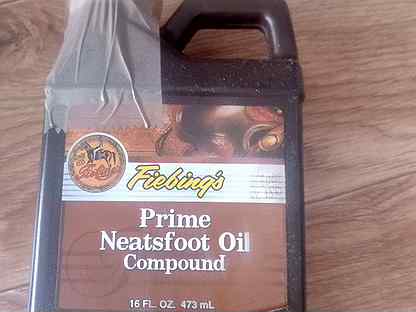 Fiebing's
Prime
Neatsfoot Oil
Compound
16 FL. OZ. 473 mL